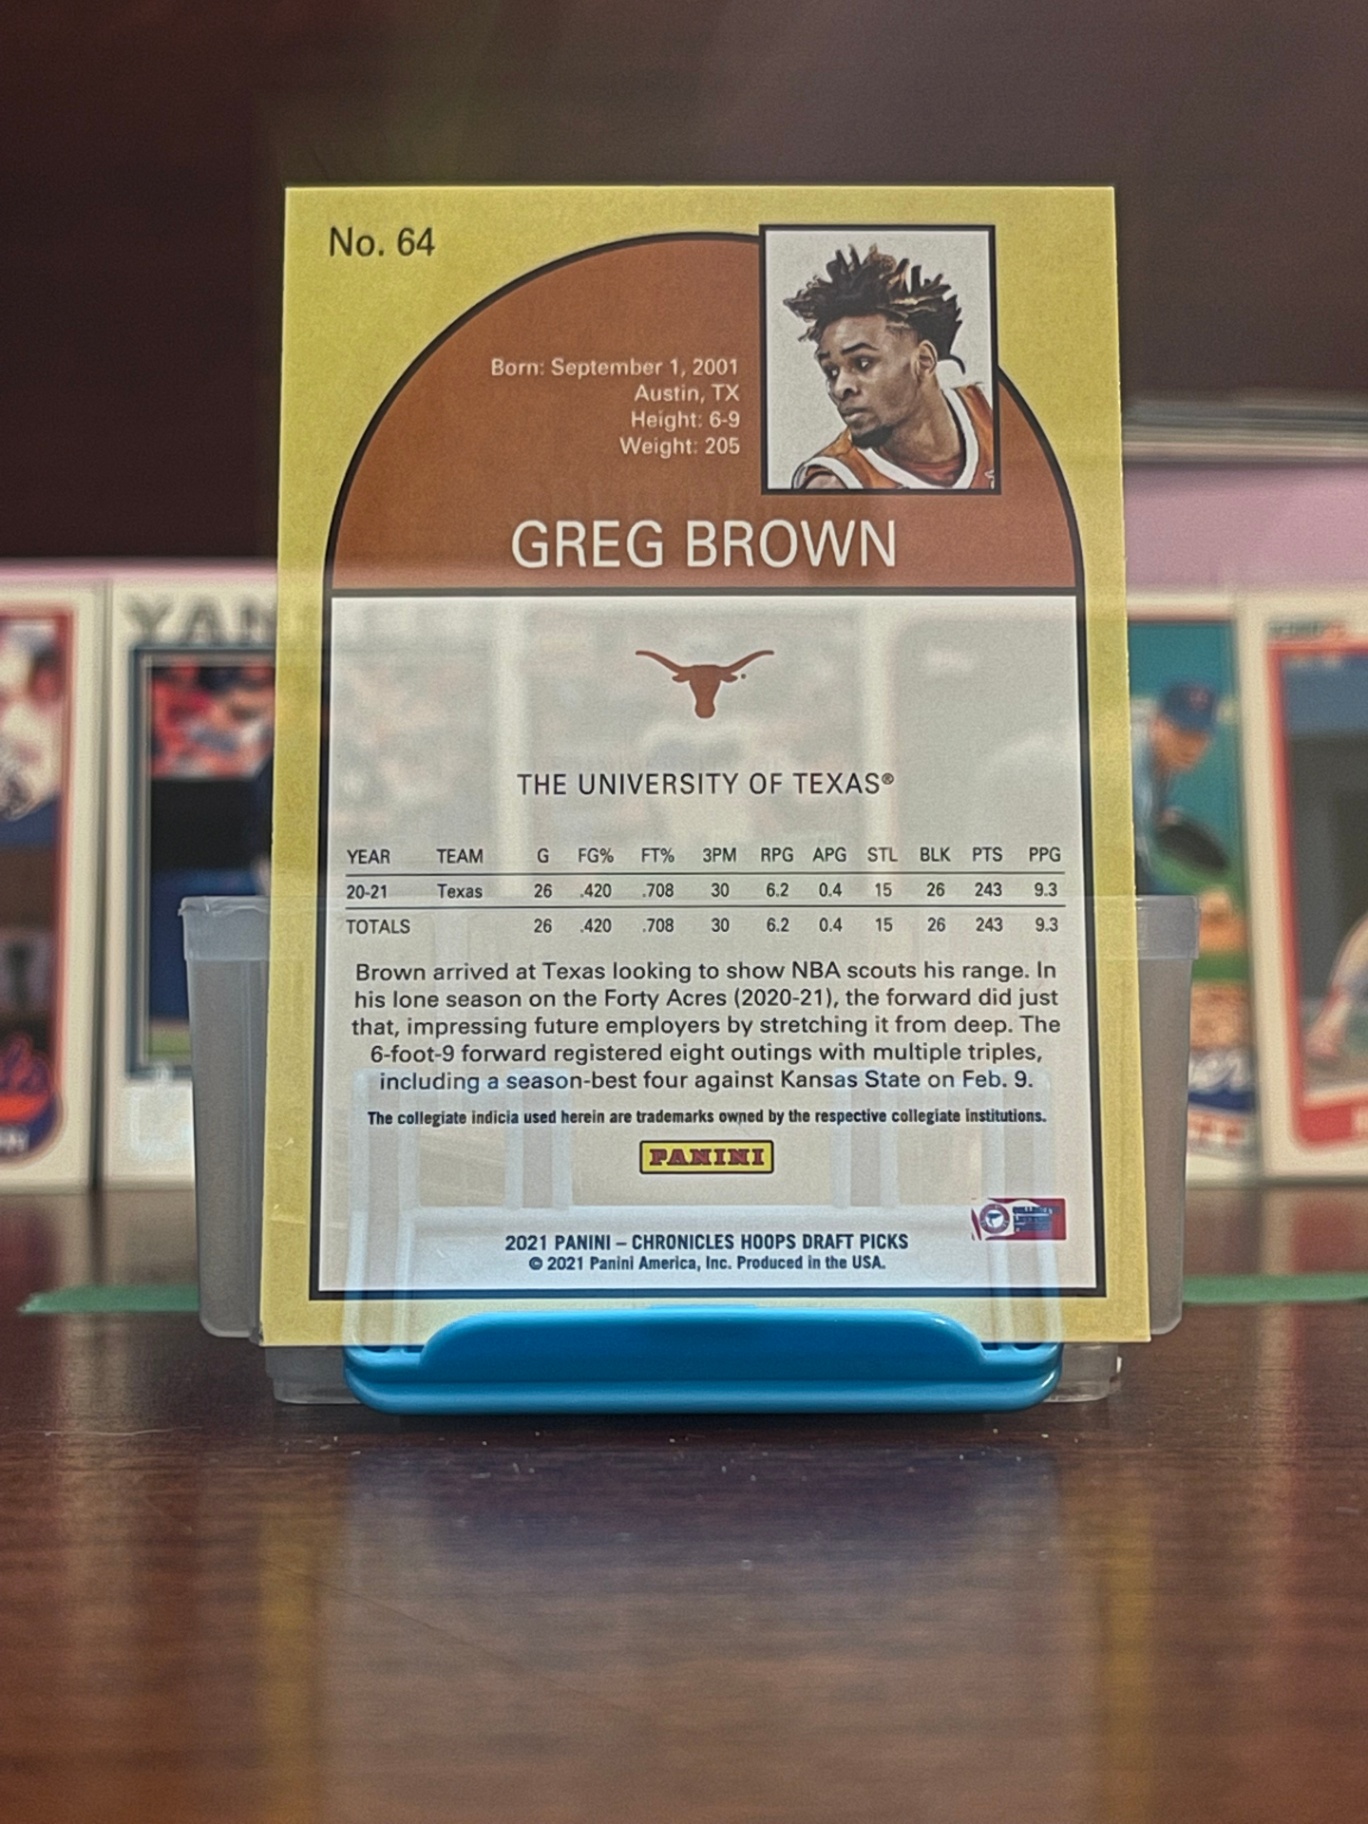 No. 64
Born: September 1, 2001
Austin, TX
Height: 6-9
Weight: 205
GREG BROWN
THE UNIVERSITY OF TEXAS®
YEAR TEAM G FG% FT% 3PM RPG APG STL BLK PTS PPG
20-21 Texas 26 .420 .708 30 6.2 0.4 15 26 243 9.3
TOTALS 26 .420 .708 30 6.2 0.4 15 26 243 9.3
Brown arrived at Texas looking to show NBA scouts his range. In
his lone season on the Forty Acres (2020-21), the forward did just
that, impressing future employers by stretching it from deep. The
6-foot-9 forward registered eight outings with multiple triples,
including a season-best four against Kansas State on Feb. 9.
The collegiate indicia used herein are trademarks owned by the respective collegiate institutions.
PANINI
2021 PANINI – CHRONICLES HOOPS DRAFT PICKS
© 2021 Panini America, Inc. Produced in the USA.